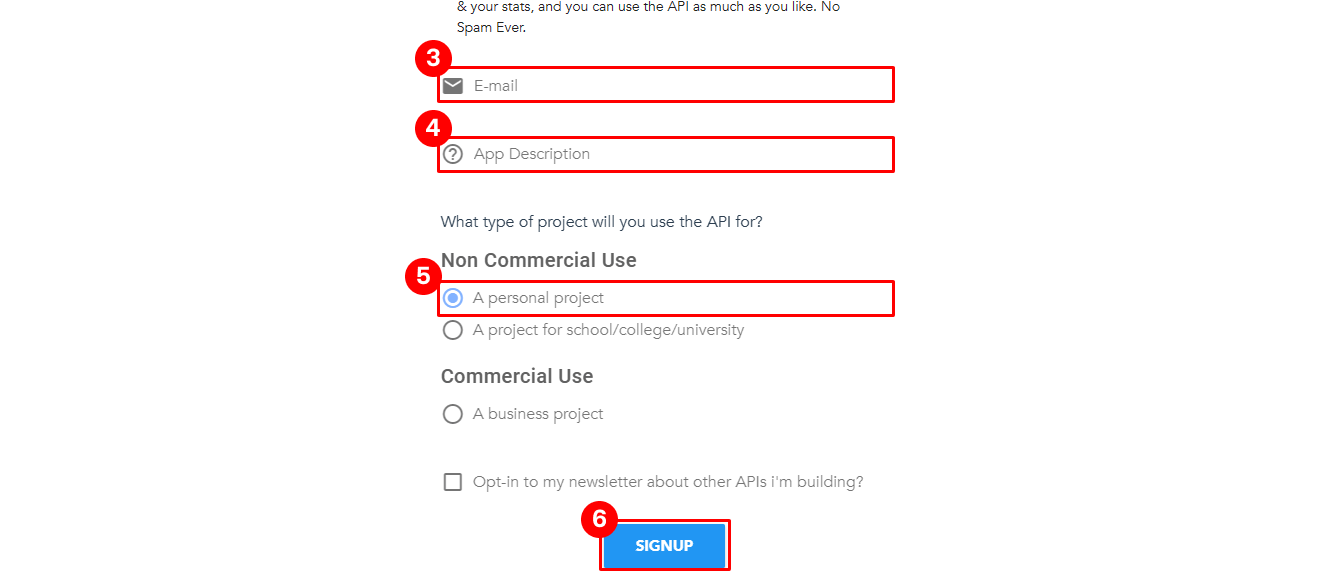 & your stats, and you can use the API as much as you like. No
Spam Ever.
3
E-mail
4
App Description
What type of project will you use the API for?
Non Commercial Use
5
A personal project
A project for school/college/university
Commercial Use
A business project
Opt-in to my newsletter about other APIs i'm building?
6
SIGNUP